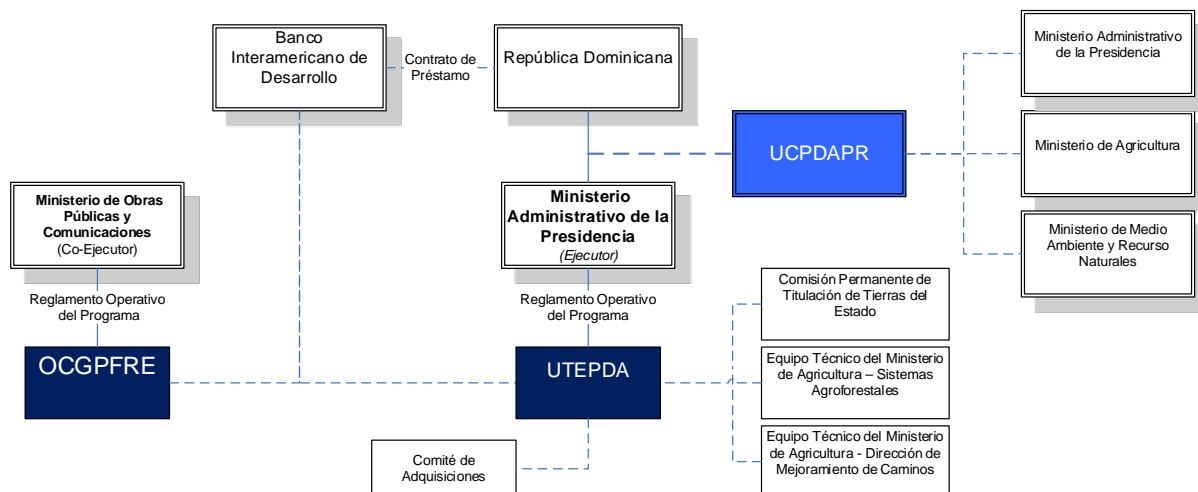 Banco
Interamericano de
Desarrollo
Contrato de
Préstamo
República Dominicana
Ministerio Administrativo
de la Presidencia
UCPDAPR
Ministerio de Agricultura
Ministerio de Medio
Ambiente y Recurso
Naturales
Ministerio de Obras
Públicas y
Comunicaciones
(Co-Ejecutor)
Ministerio
Administrativo de la
Presidencia
(Ejecutor)
Reglamento Operativo
del Programa
Reglamento Operativo
del Programa
OCGPFRE
UTEPDA
Comisión Permanente de
Titulación de Tierras del
Estado
Equipo Técnico del Ministerio
de Agricultura – Sistemas
Agroforestales
Equipo Técnico del Ministerio
de Agricultura - Dirección de
Mejoramiento de Caminos
Comité de
Adquisiciones